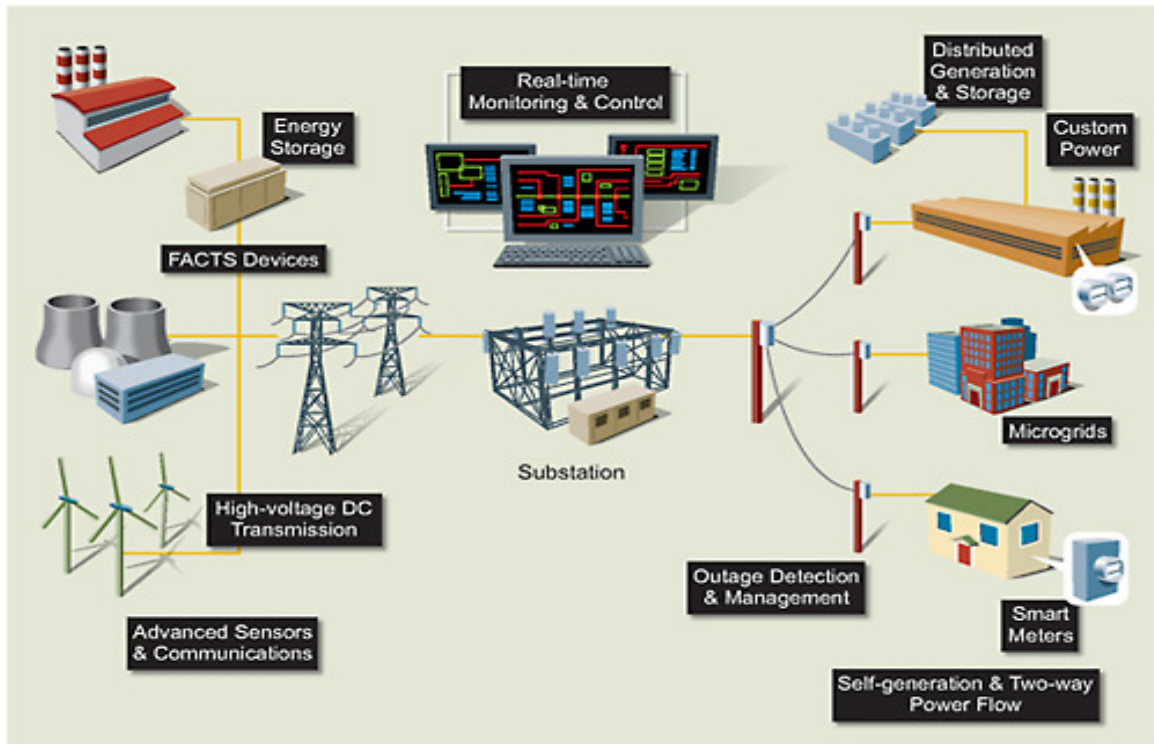 Real-time
Monitoring & Control
Distributed
Generation
& Storage
Energy
Storage
Custom
Power
FACTS Devices
Microgrids
Substation
High-voltage DC
Transmission
Outage Detection
& Management
Smart
Meters
Advanced Sensors
& Communications
Self-generation & Two-way
Power Flow